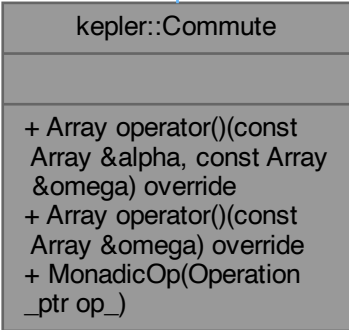 kepler::Commute
+ Array operator()(const
Array &alpha, const Array
&omega) override
+ Array operator()(const
Array &omega) override
+ MonadicOp(Operation
_ptr op_)